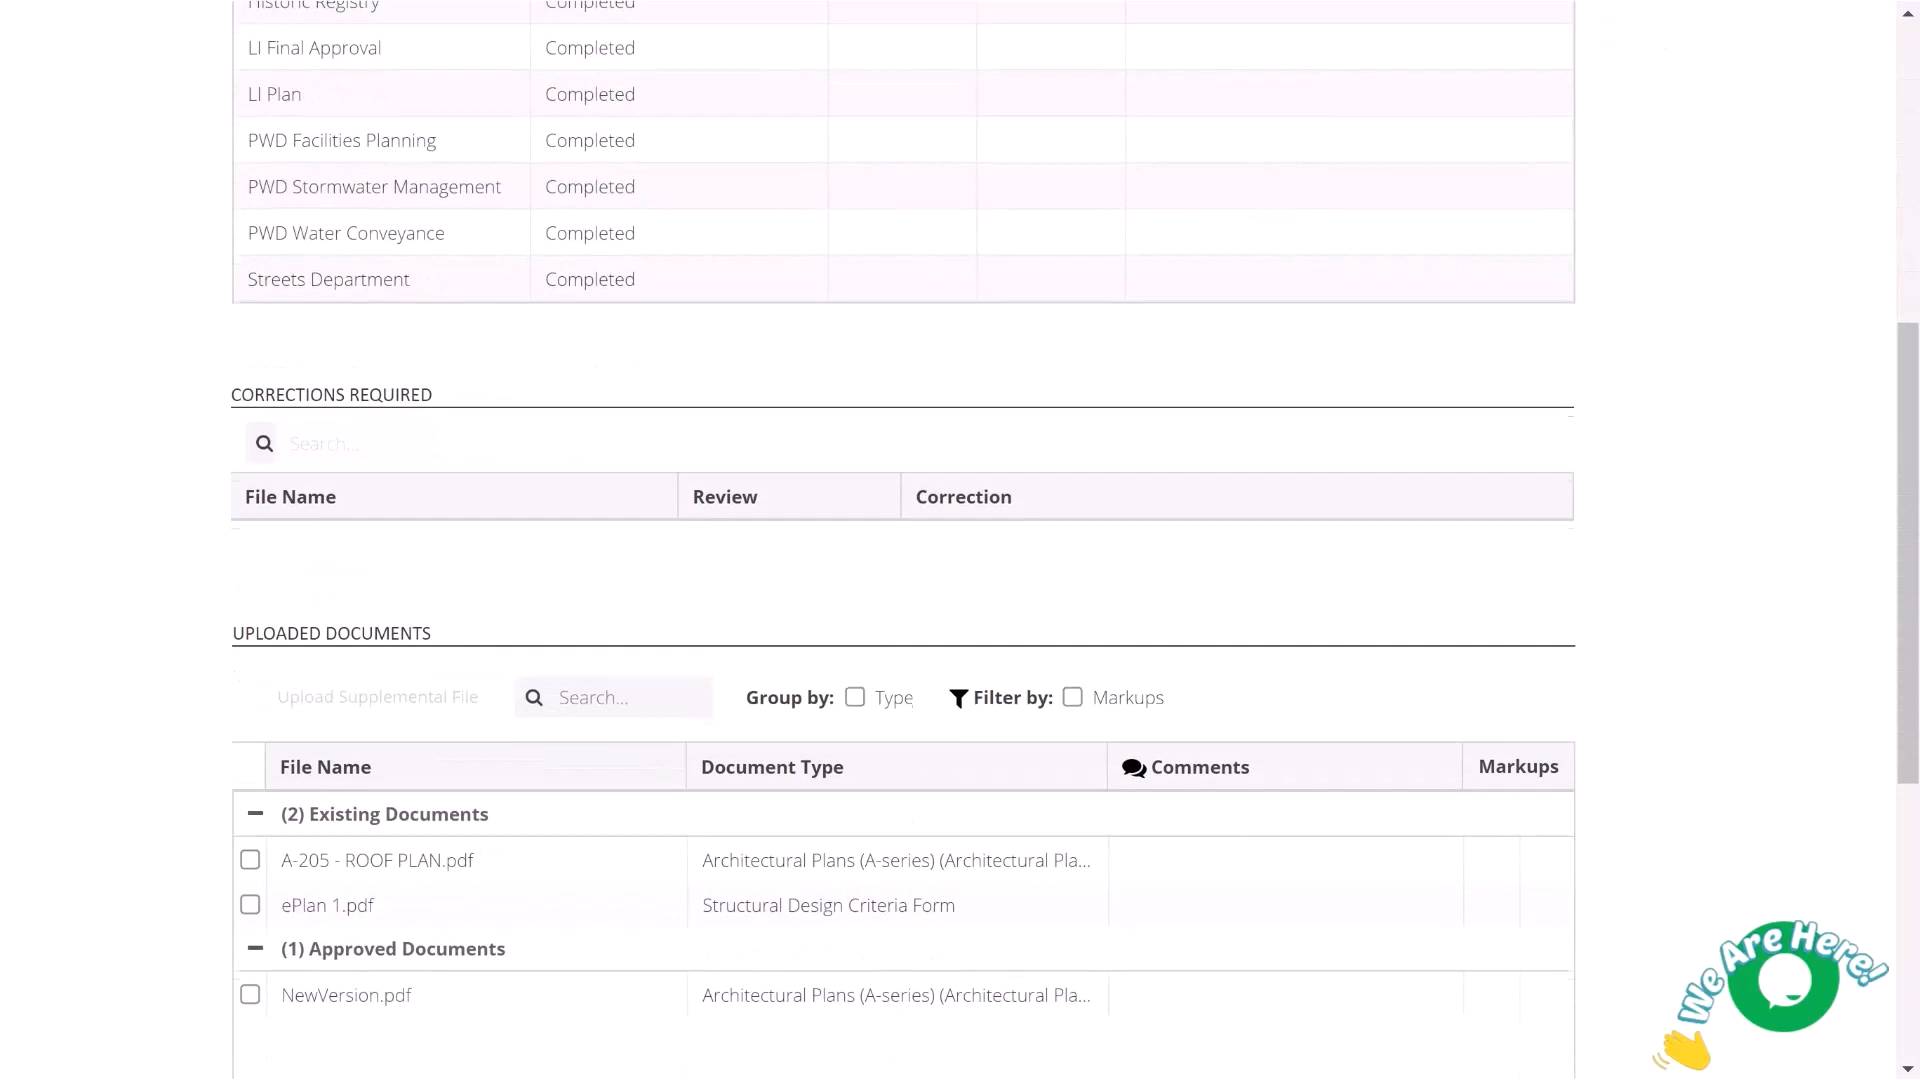 Historic Registry Completed
LI Final Approval Completed
LI Plan Completed
PWD Facilities Planning Completed
PWD Stormwater Management Completed
PWD Water Conveyance Completed
Streets Department Completed
CORRECTIONS REQUIRED
Search...
File Name Review Correction
UPLOADED DOCUMENTS
Upload Supplemental File Search... Group by: Type Filter by: Markups
File Name Document Type Comments Markups
(2) Existing Documents
A-205 - ROOF PLAN.pdf Architectural Plans (A-series) (Architectural Pla...
ePlan 1.pdf Structural Design Criteria Form
(1) Approved Documents
NewVersion.pdf Architectural Plans (A-series) (Architectural Pla...
We Are Here!